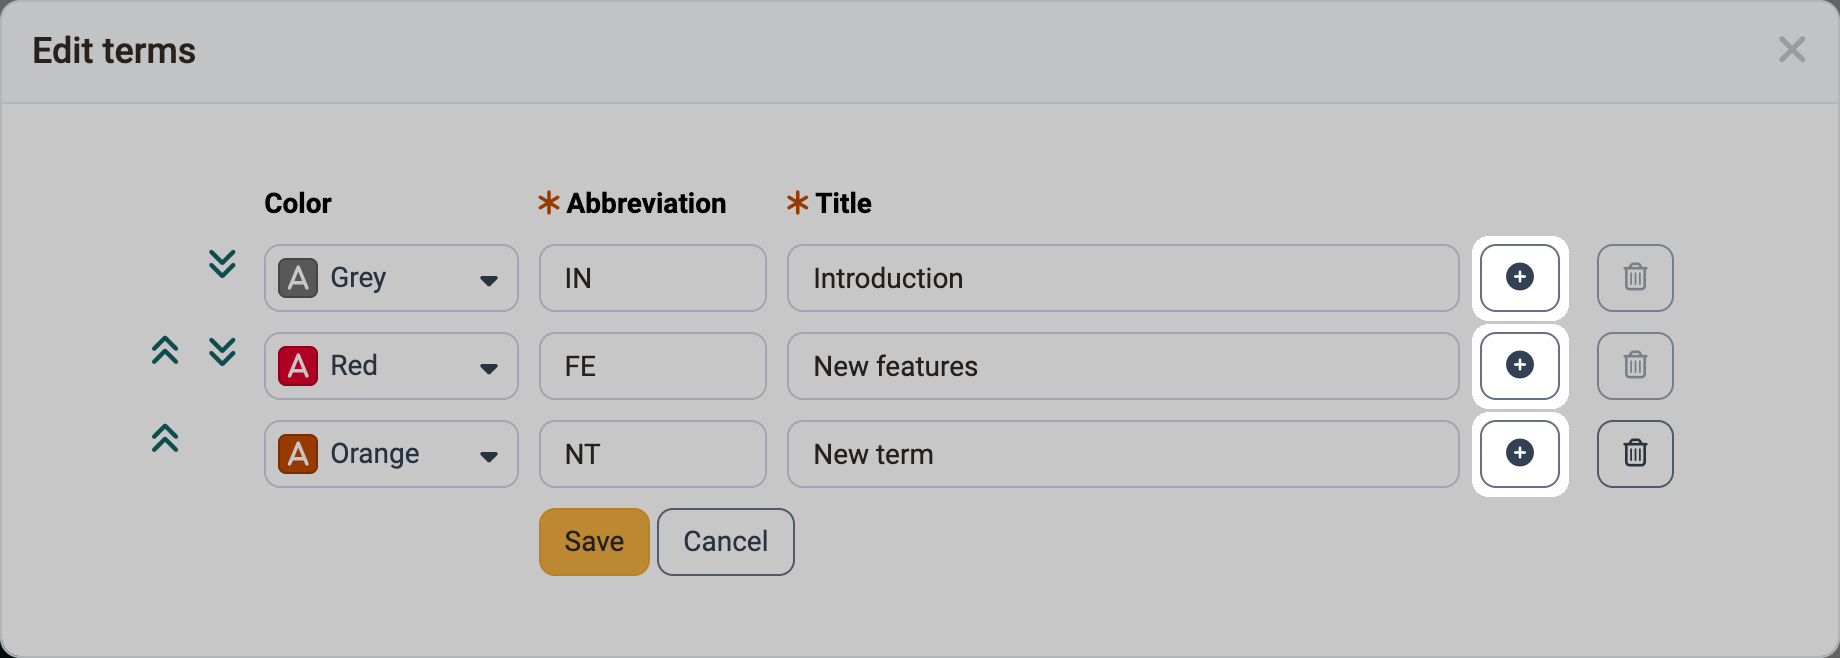 Edit terms
Color * Abbreviation * Title
A Grey IN Introduction
A Red FE New features
A Orange NT New term
Save Cancel